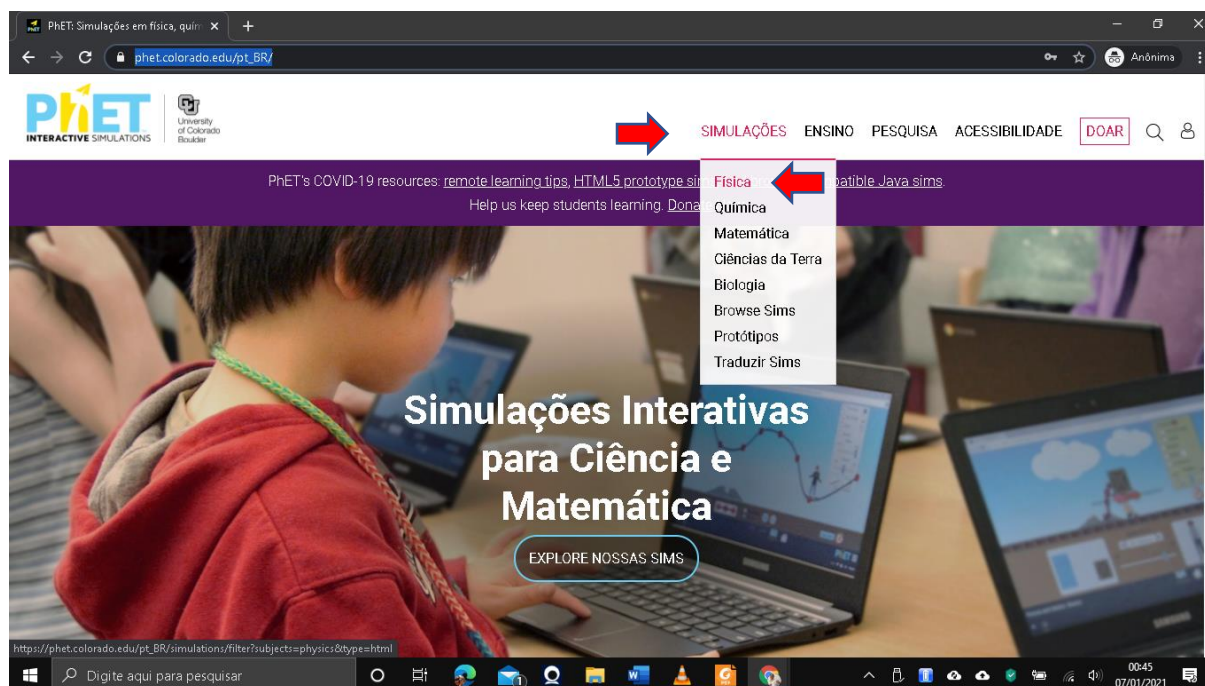 PhET: Simulações em física, quím
phet.colorado.edu/pt_BR/
Anônima
PhET
INTERACTIVE SIMULATIONS
University
of Colorado
Boulder
SIMULAÇÕES ENSINO PESQUISA ACESSIBILIDADE DOAR
PhET's COVID-19 resources: remote learning tips, HTML5 prototype patible Java sims.
Help us keep students learning.
Física
Química
Matemática
Ciências da Terra
Biologia
Browse Sims
Protótipos
Traduzir Sims
Simulações Interativas
para Ciência e
Matemática
EXPLORE NOSSAS SIMS
https://phet.colorado.edu/pt_BR/simulations/filter?subjects=physics&type=html
Digite aqui para pesquisar
00:45
07/01/2021